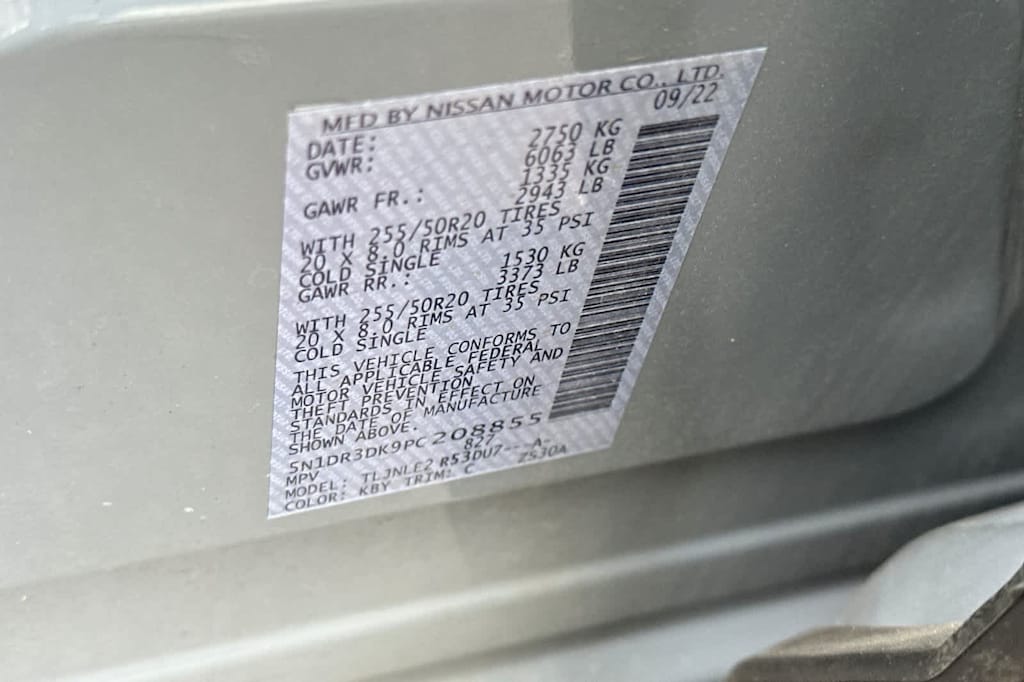 MFD BY NISSAN MOTOR CO., LTD.
DATE: 09/22
GVWR: 2750 KG
6063 LB
GAWR FR.: 1335 KG
2943 LB
WITH 255/50R20 TIRES
20 X 8.0 RIMS AT 35 PSI
COLD SINGLE
GAWR RR.: 1530 KG
3373 LB
WITH 255/50R20 TIRES
20 X 8.0 RIMS AT 35 PSI
COLD SINGLE
THIS VEHICLE CONFORMS TO
ALL APPLICABLE FEDERAL
MOTOR VEHICLE SAFETY AND
THEFT PREVENTION
STANDARDS IN EFFECT ON
THE DATE OF MANUFACTURE
SHOWN ABOVE.
5N1DR3DK9PC208855
MPV 827
MODEL: TLJNLE2 R53DU7---A-
COLOR: KBY TRIM: C ZS30A